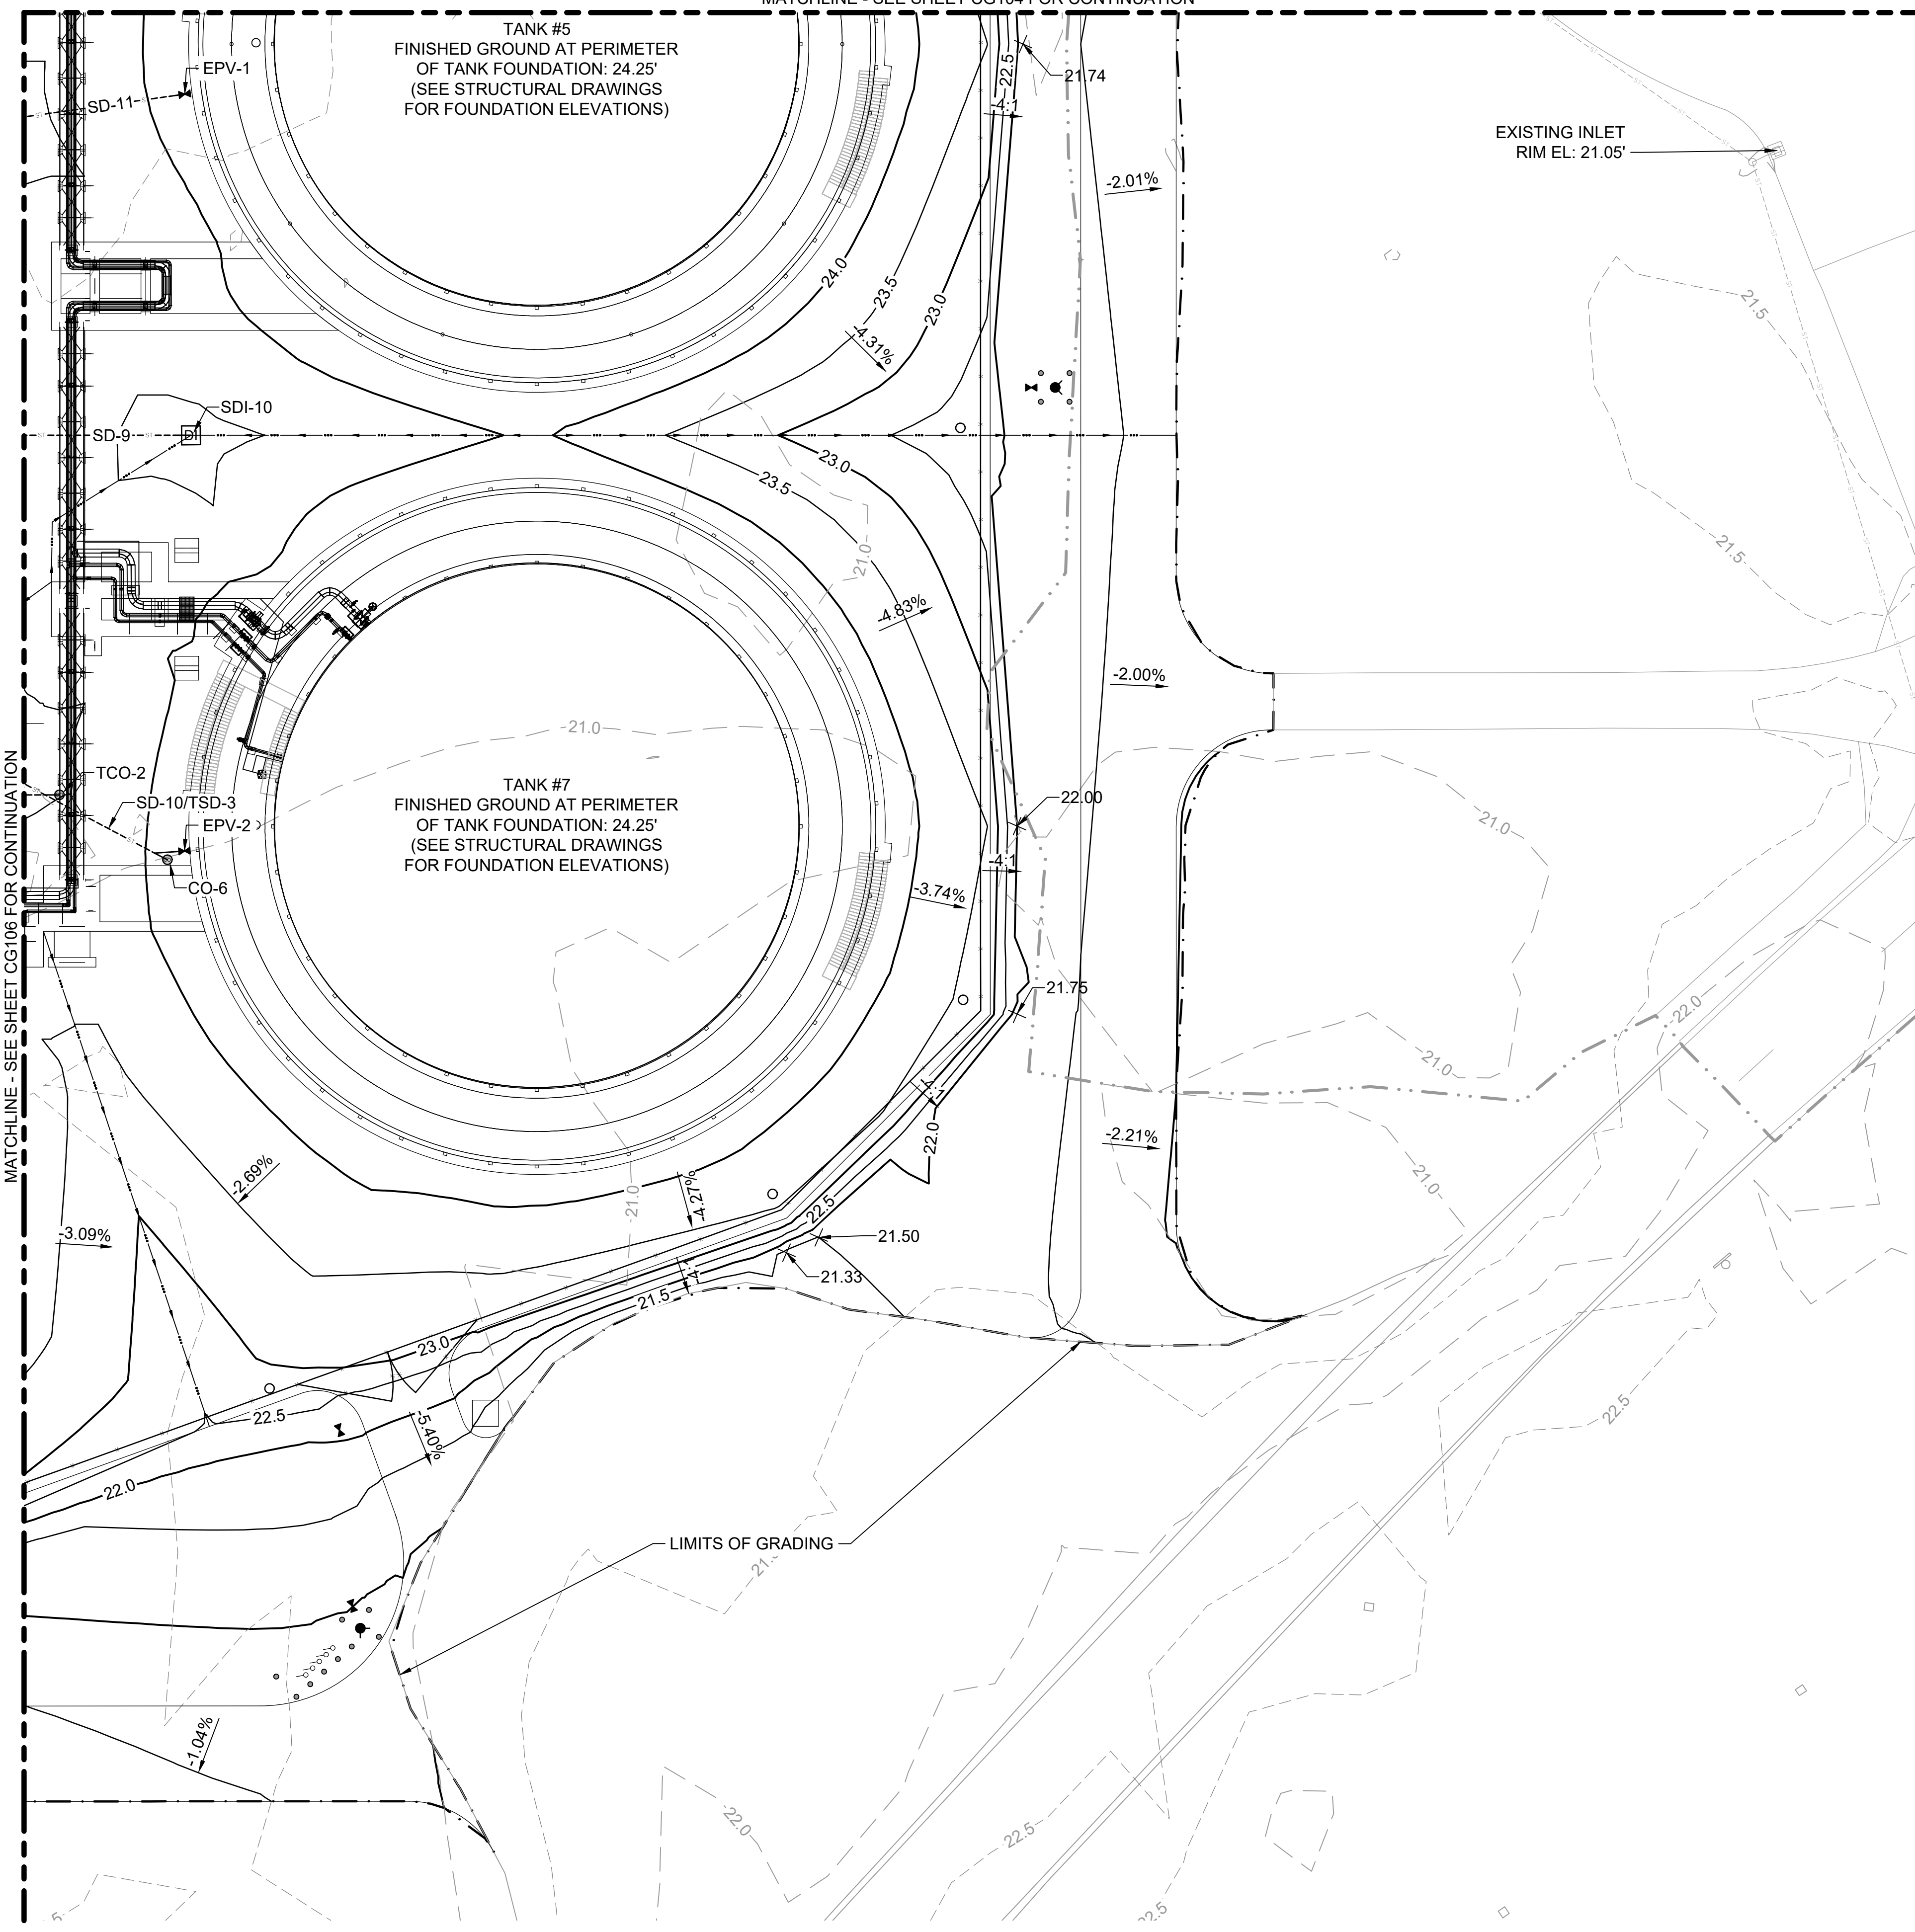 MATCHLINE - SEE SHEET CG104 FOR CONTINUATION
TANK #5
FINISHED GROUND AT PERIMETER
OF TANK FOUNDATION: 24.25'
(SEE STRUCTURAL DRAWINGS
FOR FOUNDATION ELEVATIONS)
EPV-1
SD-11
ST
22.5
21.74
-4:1
EXISTING INLET
RIM EL: 21.05'
-2.01%
24.0
23.5
23.0
-4.31%
21.5
SDI-10
SD-9
ST
ST
DI
23.0
23.5
21.0
21.5
-4.83%
-2.00%
21.0
MATCHLINE - SEE SHEET CG106 FOR CONTINUATION
TCO-2
SD-10/TSD-3
EPV-2
CO-6
TANK #7
FINISHED GROUND AT PERIMETER
OF TANK FOUNDATION: 24.25'
(SEE STRUCTURAL DRAWINGS
FOR FOUNDATION ELEVATIONS)
22.00
21.0
-4:1
-3.74%
21.75
22.0
21.0
-4:1
22.0
-2.21%
-2.69%
-4.27%
21.0
21.0
-3.09%
22.5
21.50
21.33
-4:1
21.5
23.0
22.5
-5.40%
22.5
22.0
LIMITS OF GRADING
-1.04%
22.0
22.5
22.5